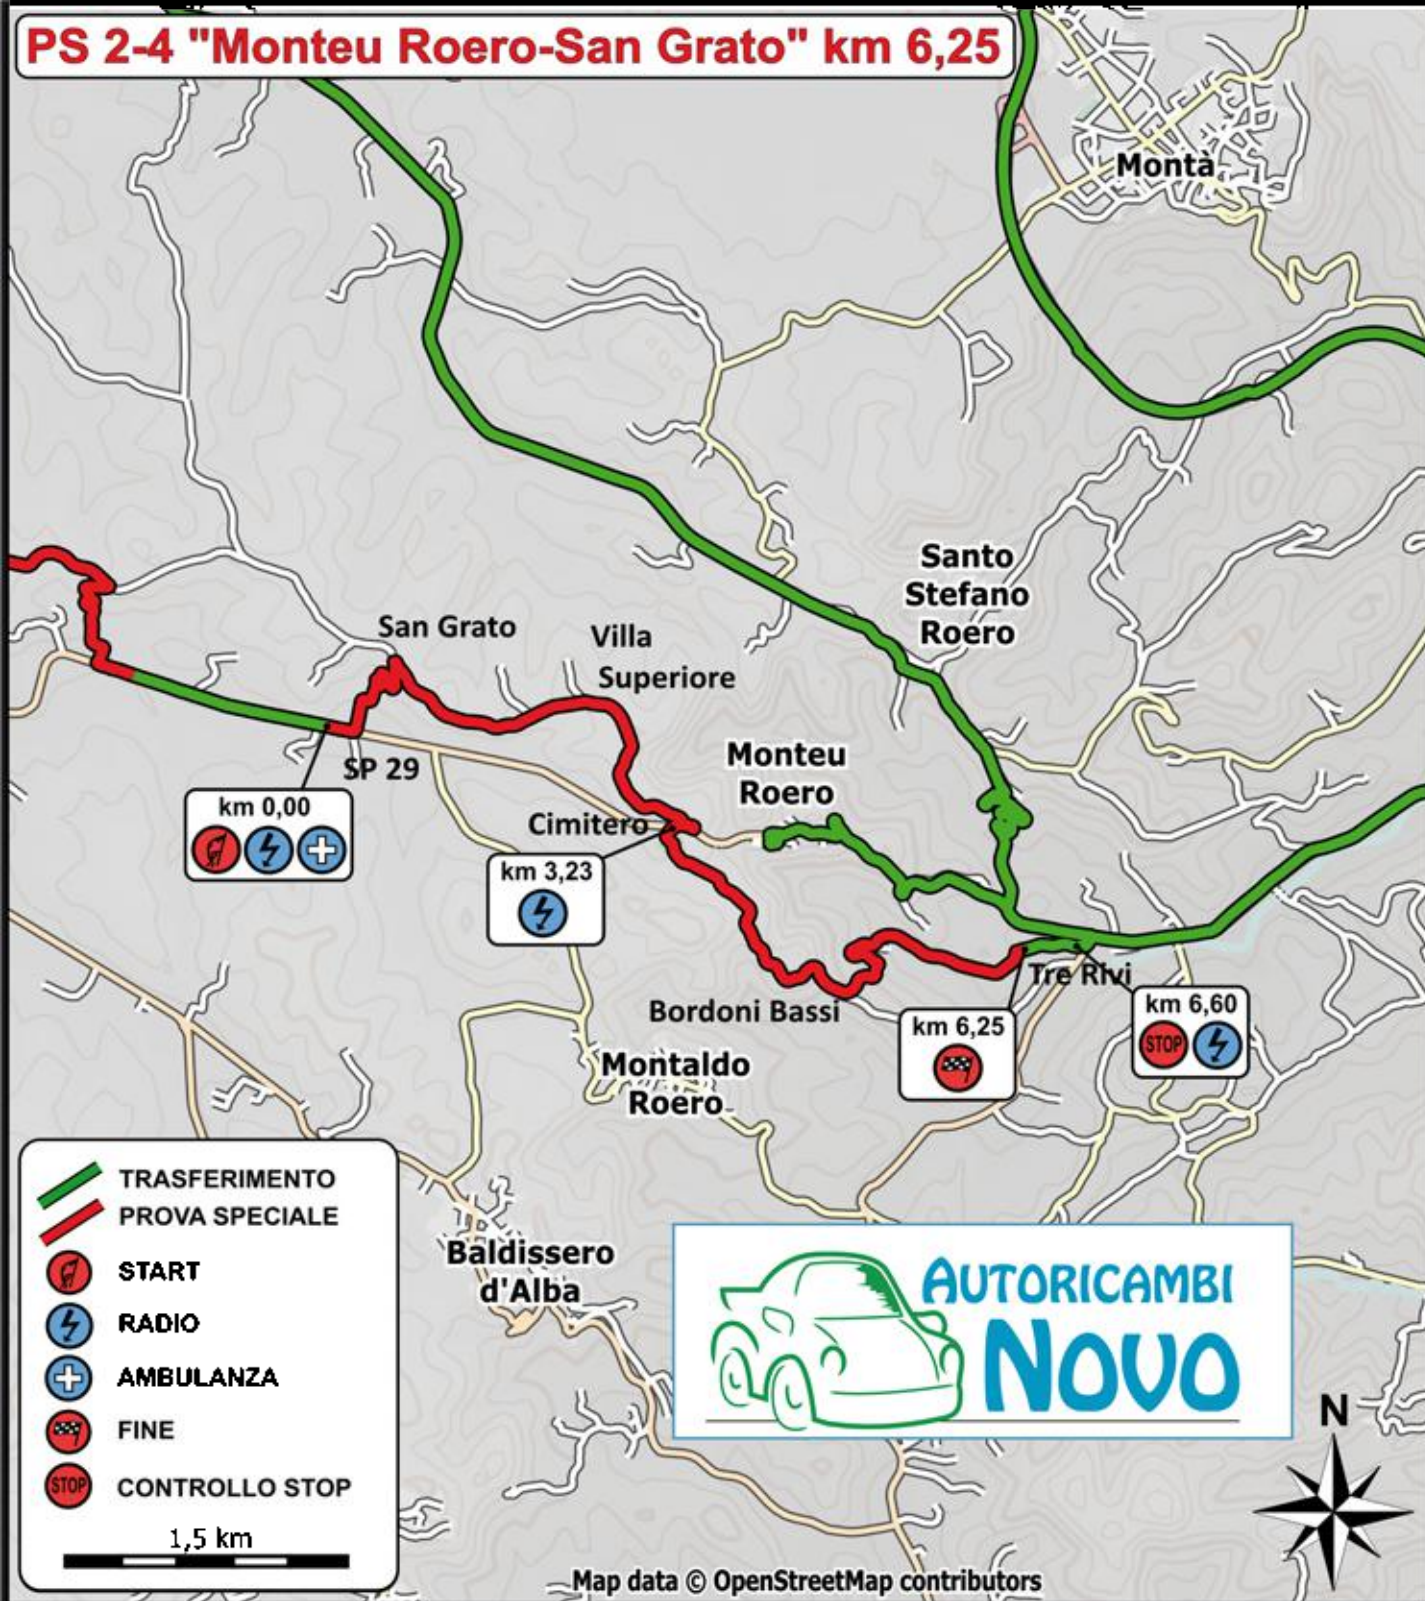 PS 2-4 "Monteu Roero-San Grato" km 6,25
Montà
Santo
Stefano
Roero
San Grato
Villa
Superiore
Monteu
Roero
SP 29
km 0,00
Cimitero
km 3,23
Tre Rivi
Bordoni Bassi
km 6,25
km 6,60
STOP
Montaldo
Roero
Baldissero
d'Alba
TRASFERIMENTO
PROVA SPECIALE
START
RADIO
AMBULANZA
FINE
STOP CONTROLLO STOP
1,5 km
AUTORICAMBI
NOVO
N
Map data © OpenStreetMap contributors